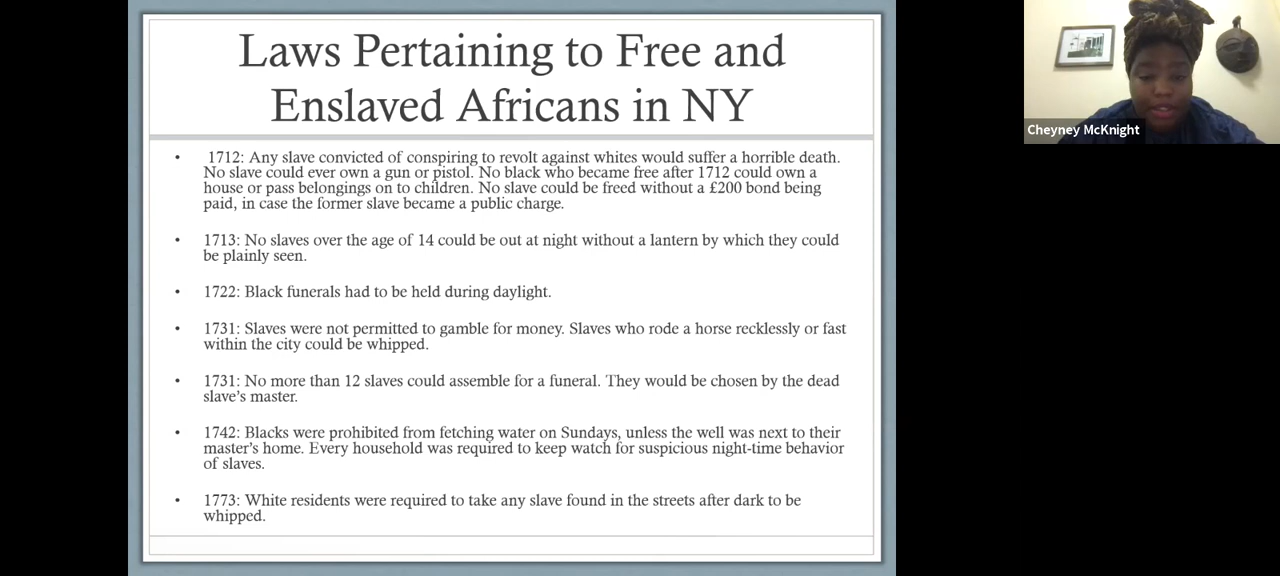 Laws Pertaining to Free and
Enslaved Africans in NY
• 1712: Any slave convicted of conspiring to revolt against whites would suffer a horrible death.
No slave could ever own a gun or pistol. No black who became free after 1712 could own a
house or pass belongings on to children. No slave could be freed without a £200 bond being
paid, in case the former slave became a public charge.
• 1713: No slaves over the age of 14 could be out at night without a lantern by which they could
be plainly seen.
• 1722: Black funerals had to be held during daylight.
• 1731: Slaves were not permitted to gamble for money. Slaves who rode a horse recklessly or fast
within the city could be whipped.
• 1731: No more than 12 slaves could assemble for a funeral. They would be chosen by the dead
slave's master.
• 1742: Blacks were prohibited from fetching water on Sundays, unless the well was next to their
master's home. Every household was required to keep watch for suspicious night-time behavior
of slaves.
• 1773: White residents were required to take any slave found in the streets after dark to be
whipped.
Cheyney McKnight